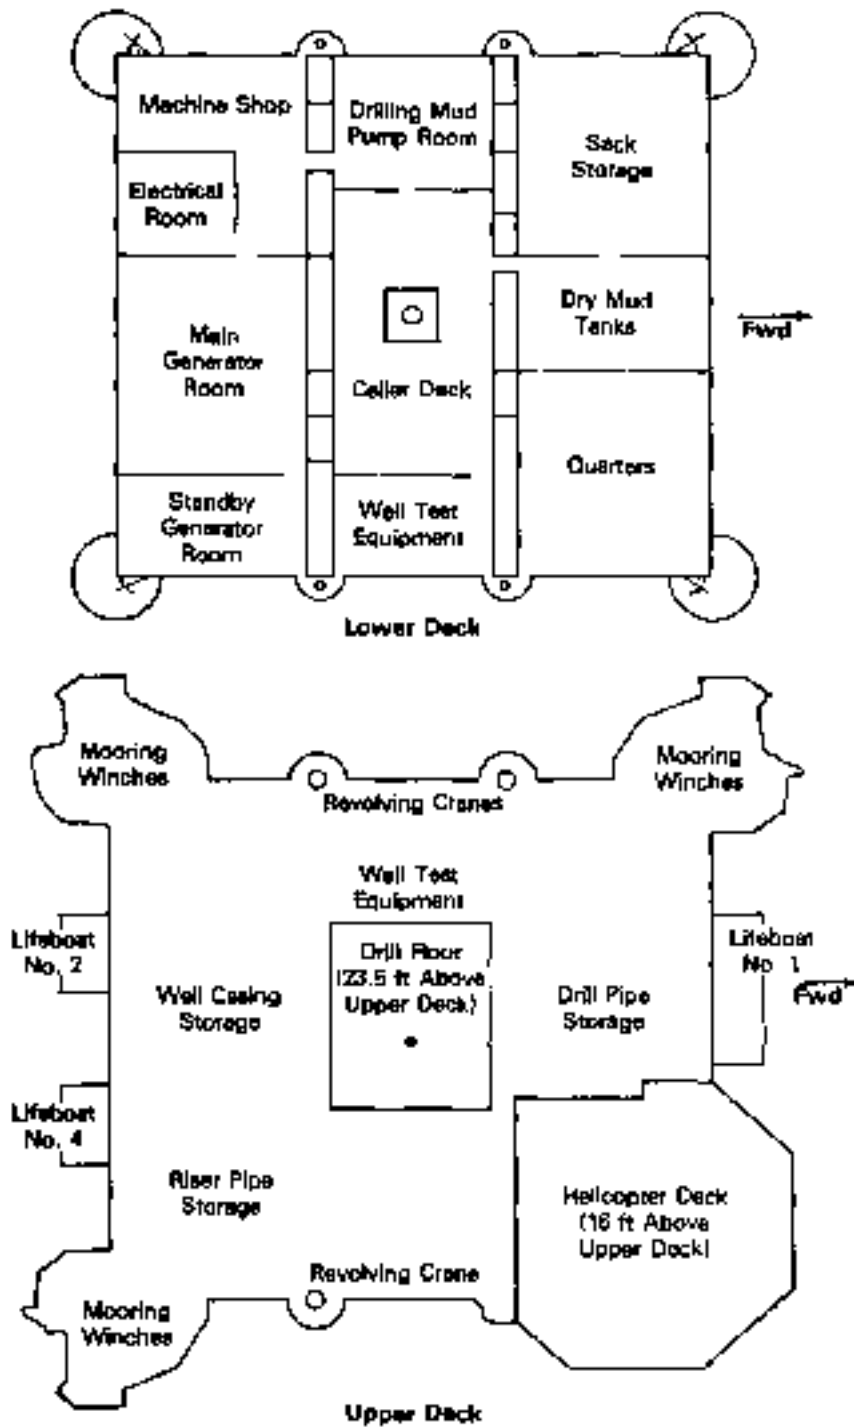 Machine Shop
Drilling Mud
Pump Room
Sack
Storage
Electrical
Room
Main
Generator
Room
Dry Mud
Tanks
Fwd
Cellar Deck
Quarters
Standby
Generator
Room
Well Test
Equipment
Lower Deck
Mooring
Winches
Mooring
Winches
Revolving Cranes
Well Test
Equipment
Lifeboat
No. 2
Drill Floor
(23.5 ft Above
Upper Deck)
Lifeboat
No. 1
Fwd
Well Casing
Storage
Drill Pipe
Storage
Lifeboat
No. 4
Riser Pipe
Storage
Helicopter Deck
(16 ft Above
Upper Deck)
Revolving Crane
Mooring
Winches
Upper Deck